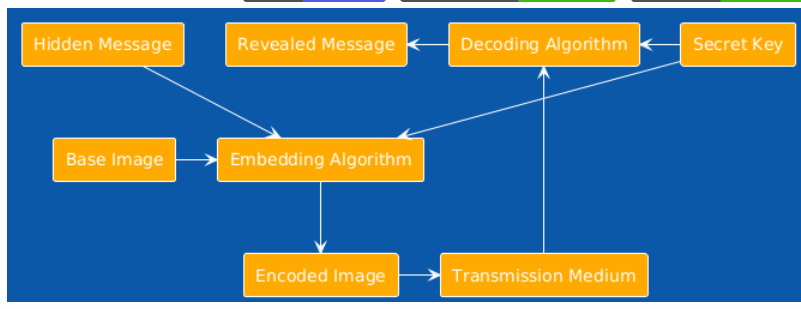 Hidden Message
Revealed Message
Decoding Algorithm
Secret Key
Base Image
Embedding Algorithm
Encoded Image
Transmission Medium